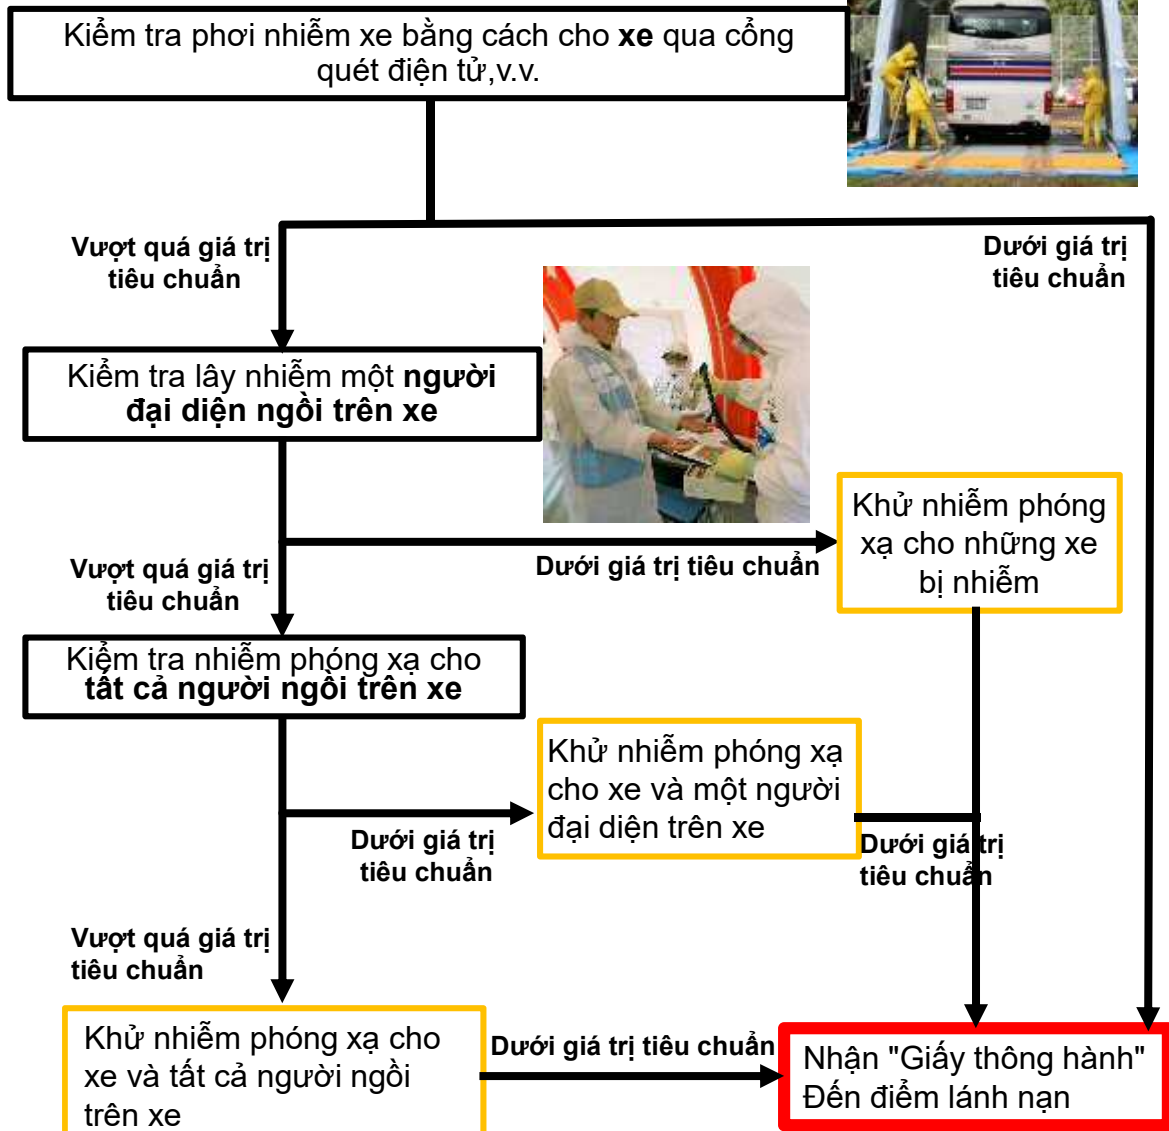 Kiểm tra phơi nhiễm xe bằng cách cho xe qua cổng
quét điện tử,v.v.
Vượt quá giá trị
tiêu chuẩn
Dưới giá trị
tiêu chuẩn
Kiểm tra lây nhiễm một người
đại diện ngồi trên xe
Khử nhiễm phóng
xạ cho những xe
bị nhiễm
Dưới giá trị tiêu chuẩn
Vượt quá giá trị
tiêu chuẩn
Kiểm tra nhiễm phóng xạ cho
tất cả người ngồi trên xe
Khử nhiễm phóng xạ
cho xe và một người
đại diện trên xe
Dưới giá trị
tiêu chuẩn
Dưới giá trị
tiêu chuẩn
Vượt quá giá trị
tiêu chuẩn
Khử nhiễm phóng xạ cho
xe và tất cả người ngồi
trên xe
Dưới giá trị tiêu chuẩn
Nhận "Giấy thông hành"
Đến điểm lánh nạn